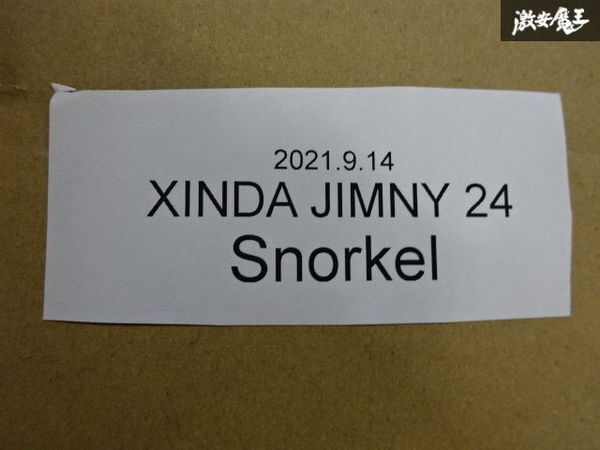 激安魔王
2021.9.14
XINDA JIMNY 24
Snorkel